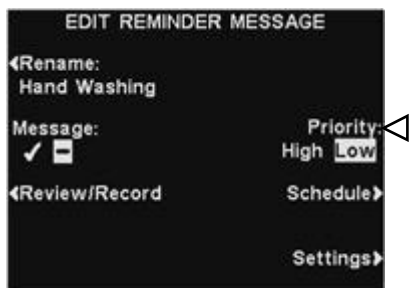 EDIT REMINDER MESSAGE
Rename:
Hand Washing
Message:
Priority:
High Low
Review/Record
Schedule
Settings